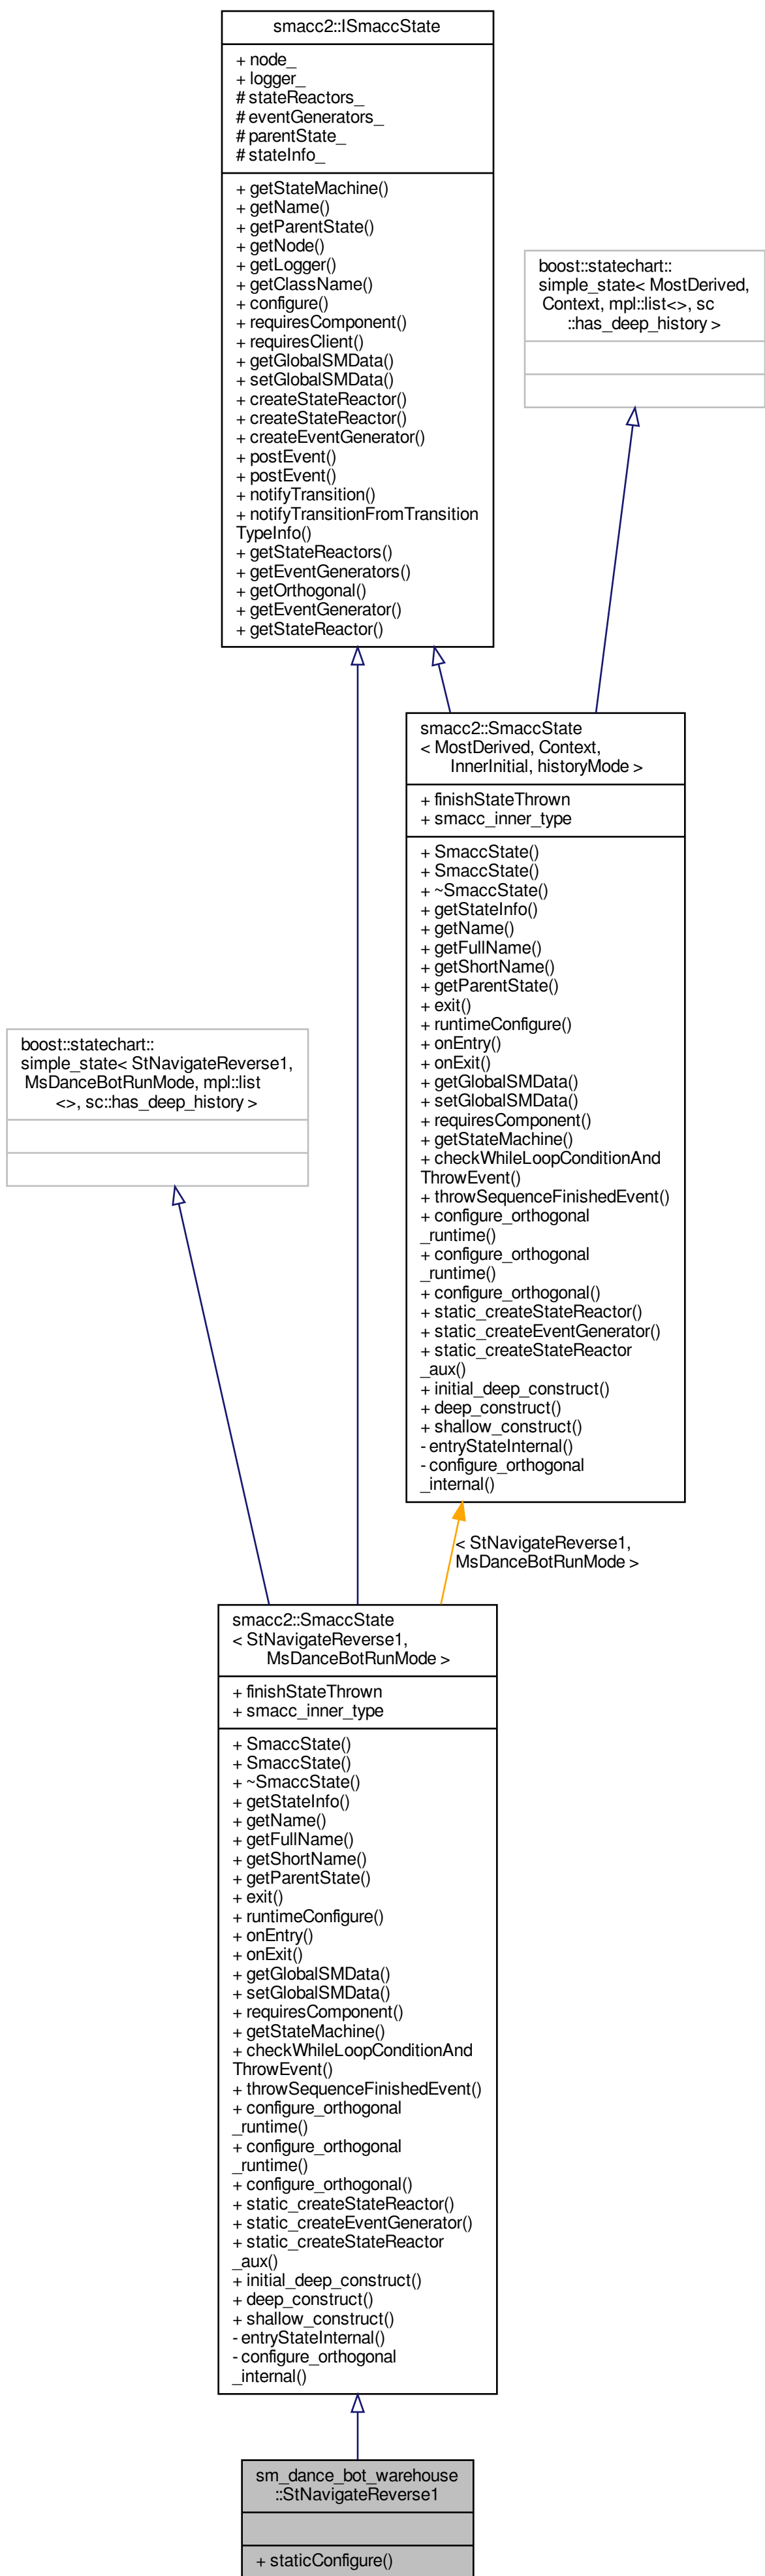 smacc2::ISmaccState
+ node_
+ logger_
# stateReactors_
# eventGenerators_
# parentState_
# stateInfo_
+ getStateMachine()
+ getName()
+ getParentState()
+ getNode()
+ getLogger()
+ getClassName()
+ configure()
+ requiresComponent()
+ requiresClient()
+ getGlobalSMData()
+ setGlobalSMData()
+ createStateReactor()
+ createStateReactor()
+ createEventGenerator()
+ postEvent()
+ postEvent()
+ notifyTransition()
+ notifyTransitionFromTransition
TypeInfo()
+ getStateReactors()
+ getEventGenerators()
+ getOrthogonal()
+ getEventGenerator()
+ getStateReactor()
boost::statechart::
simple_state< MostDerived,
Context, mpl::list<>, sc
::has_deep_history >
smacc2::SmaccState
< MostDerived, Context,
InnerInitial, historyMode >
+ finishStateThrown
+ smacc_inner_type
+ SmaccState()
+ SmaccState()
+ ~SmaccState()
+ getStateInfo()
+ getName()
+ getFullName()
+ getShortName()
+ getParentState()
+ exit()
+ runtimeConfigure()
+ onEntry()
+ onExit()
+ getGlobalSMData()
+ setGlobalSMData()
+ requiresComponent()
+ getStateMachine()
+ checkWhileLoopConditionAnd
ThrowEvent()
+ throwSequenceFinishedEvent()
+ configure_orthogonal
_runtime()
+ configure_orthogonal
_runtime()
+ configure_orthogonal()
+ static_createStateReactor()
+ static_createEventGenerator()
+ static_createStateReactor
_aux()
+ initial_deep_construct()
+ deep_construct()
+ shallow_construct()
- entryStateInternal()
- configure_orthogonal
_internal()
boost::statechart::
simple_state< StNavigateReverse1,
MsDanceBotRunMode, mpl::list
<>, sc::has_deep_history >
< StNavigateReverse1,
MsDanceBotRunMode >
smacc2::SmaccState
< StNavigateReverse1,
MsDanceBotRunMode >
+ finishStateThrown
+ smacc_inner_type
+ SmaccState()
+ SmaccState()
+ ~SmaccState()
+ getStateInfo()
+ getName()
+ getFullName()
+ getShortName()
+ getParentState()
+ exit()
+ runtimeConfigure()
+ onEntry()
+ onExit()
+ getGlobalSMData()
+ setGlobalSMData()
+ requiresComponent()
+ getStateMachine()
+ checkWhileLoopConditionAnd
ThrowEvent()
+ throwSequenceFinishedEvent()
+ configure_orthogonal
_runtime()
+ configure_orthogonal
_runtime()
+ configure_orthogonal()
+ static_createStateReactor()
+ static_createEventGenerator()
+ static_createStateReactor
_aux()
+ initial_deep_construct()
+ deep_construct()
+ shallow_construct()
- entryStateInternal()
- configure_orthogonal
_internal()
sm_dance_bot_warehouse
::StNavigateReverse1
+ staticConfigure()